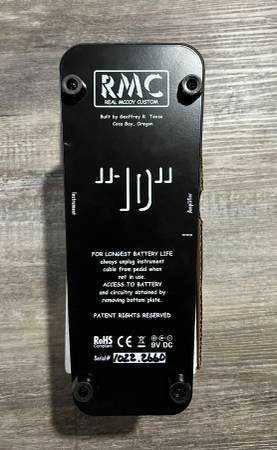 RMC
REAL McCOY CUSTOM
Built by Geoffrey R. Teese
Coos Bay, Oregon
"10"
Instrument
Amplifier
FOR LONGEST BATTERY LIFE
always unplug instrument
cable from pedal when
not in use.
ACCESS TO BATTERY
and circuitry obtained by
removing bottom plate.
PATENT RIGHTS RESERVED
RoHS
Compliant
CE
9V DC
Serial# 1022.2660